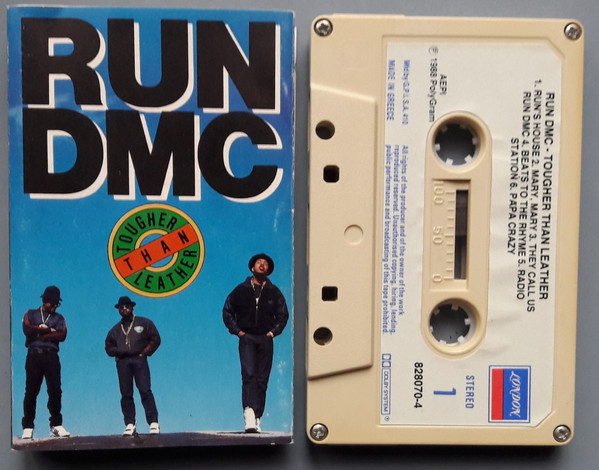 RUN
DMC
TOUGHER
THAN
LEATHER
RUN DMC - TOUGHER THAN LEATHER
1. RUN'S HOUSE 2. MARY, MARY 3. THEY CALL US
RUN DMC 4. BEATS TO THE RHYME 5. RADIO
STATION 6. PAPA CRAZY
AEPI
℗ 1988 PolyGram
Mfd by G.P.I.S.A. 410
MADE IN GREECE
All rights of the producer and of the owner of the work
reproduced reserved. Unauthorised copying, hiring, lending,
public performance and broadcasting of this tape prohibited.
100 50 0
LONDON
STEREO
1
828070-4
DOLBY SYSTEM ®